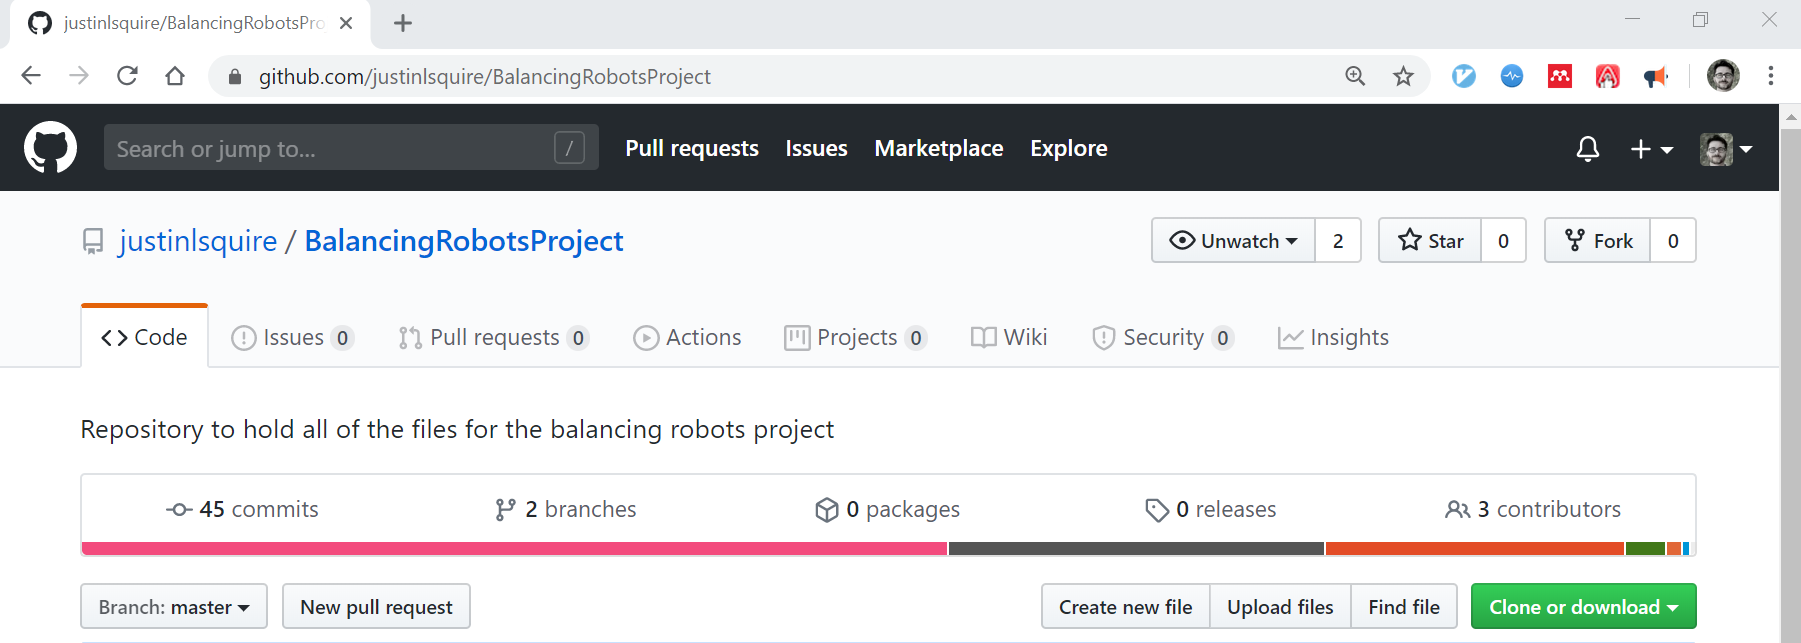 justinlsquire/BalancingRobotsPro
github.com/justinlsquire/BalancingRobotsProject
Search or jump to... / Pull requests Issues Marketplace Explore
justinlsquire / BalancingRobotsProject Unwatch 2 Star 0 Fork 0
Code Issues 0 Pull requests 0 Actions Projects 0 Wiki Security 0 Insights
Repository to hold all of the files for the balancing robots project
45 commits 2 branches 0 packages 0 releases 3 contributors
Branch: master New pull request Create new file Upload files Find file Clone or download